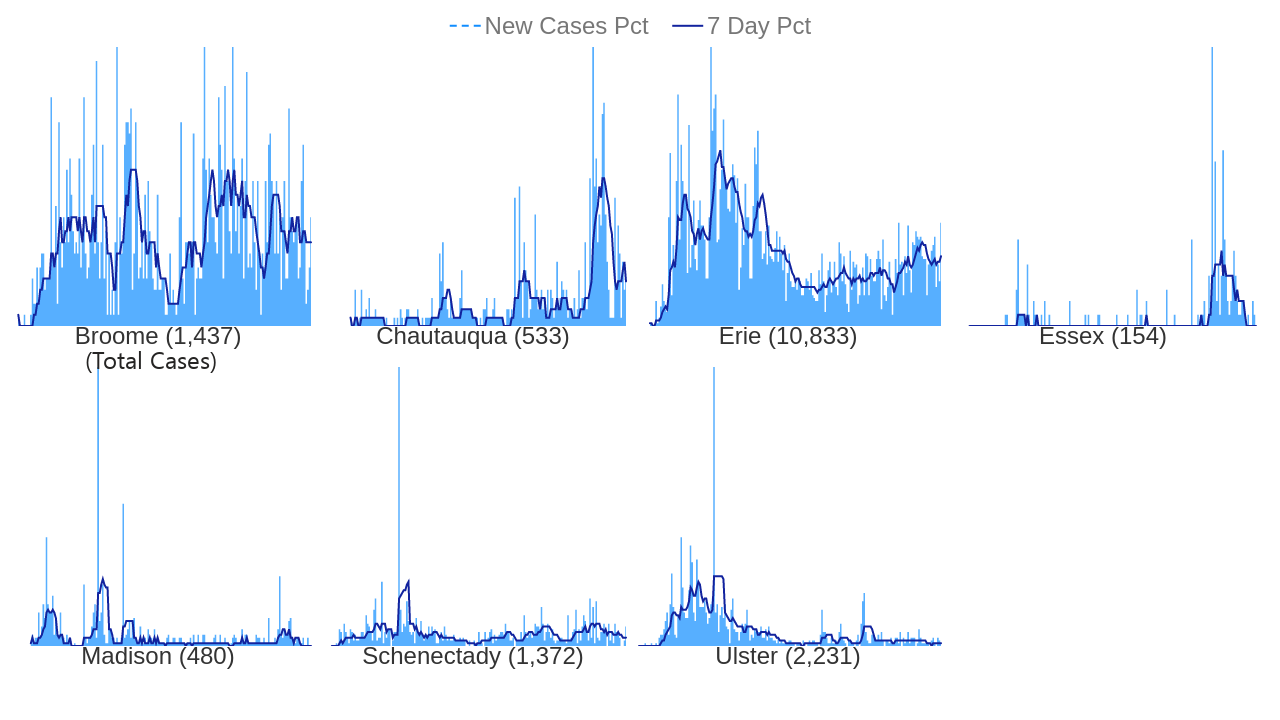 New Cases Pct 7 Day Pct
Broome (1,437) Chautauqua (533) Erie (10,833) Essex (154)
(Total Cases)
Madison (480) Schenectady (1,372) Ulster (2,231)